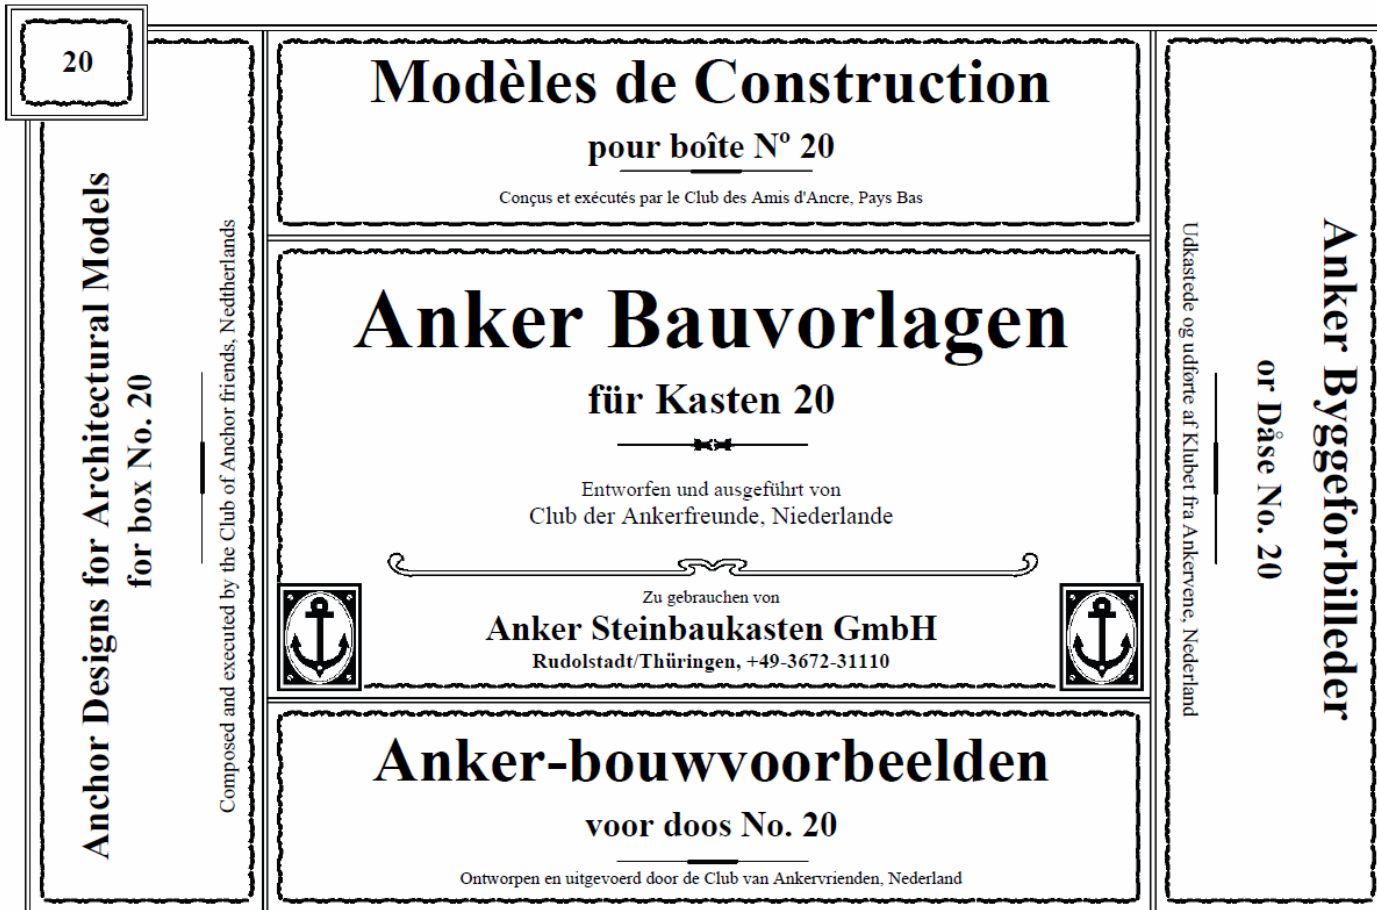 20
Modèles de Construction
pour boîte Nº 20
Conçus et exécutés par le Club des Amis d'Ancre, Pays Bas
Anchor Designs for Architectural Models
for box No. 20
Composed and executed by the Club of Anchor friends, Nedtherlands
Anker Bauvorlagen
für Kasten 20
Entworfen und ausgeführt von
Club der Ankerfreunde, Niederlande
Zu gebrauchen von
Anker Steinbaukasten GmbH
Rudolstadt/Thüringen, +49-3672-31110
Anker Byggeforbilleder
or Dåse No. 20
Udkastede og udførte af Klubet fra Ankervene, Nederland
Anker-bouwvoorbeelden
voor doos No. 20
Ontworpen en uitgevoerd door de Club van Ankervrienden, Nederland